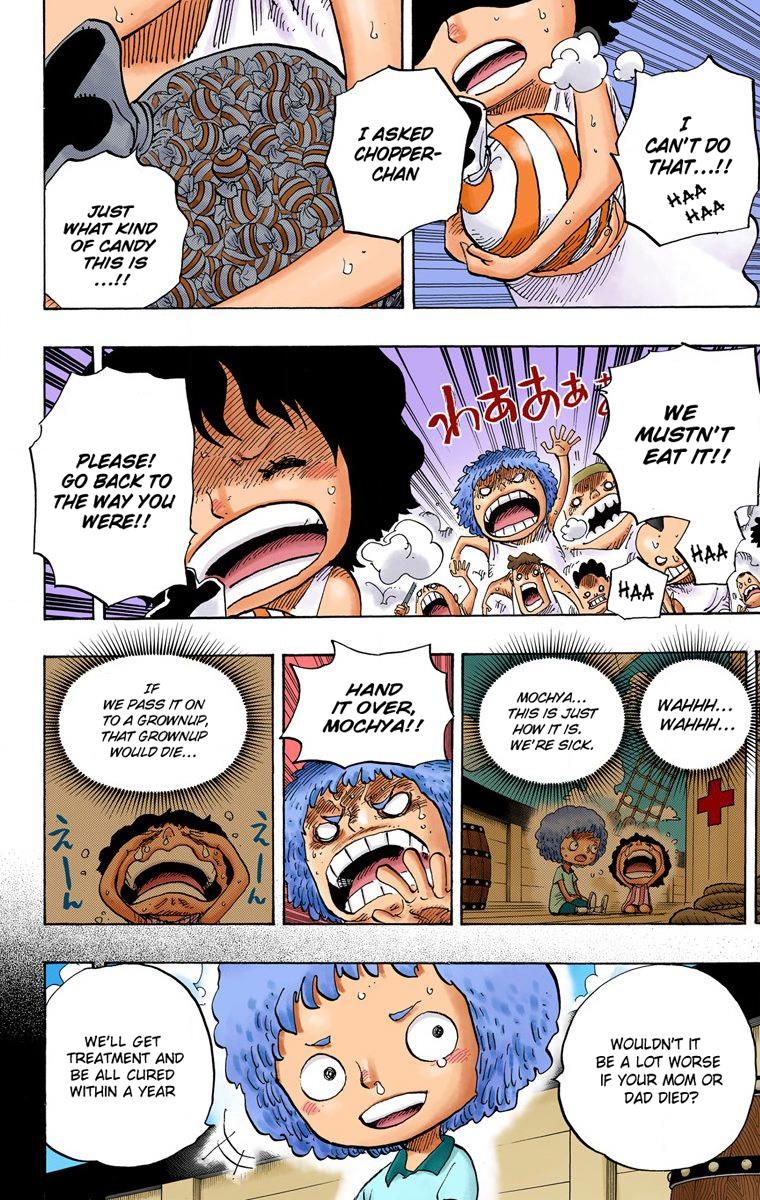 I
CAN'T DO
THAT...!!
HAA
HAA
I ASKED
CHOPPER-
CHAN
JUST
WHAT KIND
OF CANDY
THIS IS
...!!
WE
MUSTN'T
EAT IT!!
わあああ
HAA
HAA
PLEASE!
GO BACK TO
THE WAY YOU
WERE!!
WAHHH...
WAHHH...
MOCHYA...
THIS IS JUST
HOW IT IS.
WE'RE SICK.
HAND
IT OVER,
MOCHYA!!
IF
WE PASS IT ON
TO A GROWNUP,
THAT GROWNUP
WOULD DIE...
えーん
えーん
WOULDN'T IT
BE A LOT WORSE
IF YOUR MOM OR
DAD DIED?
WE'LL GET
TREATMENT AND
BE ALL CURED
WITHIN A YEAR